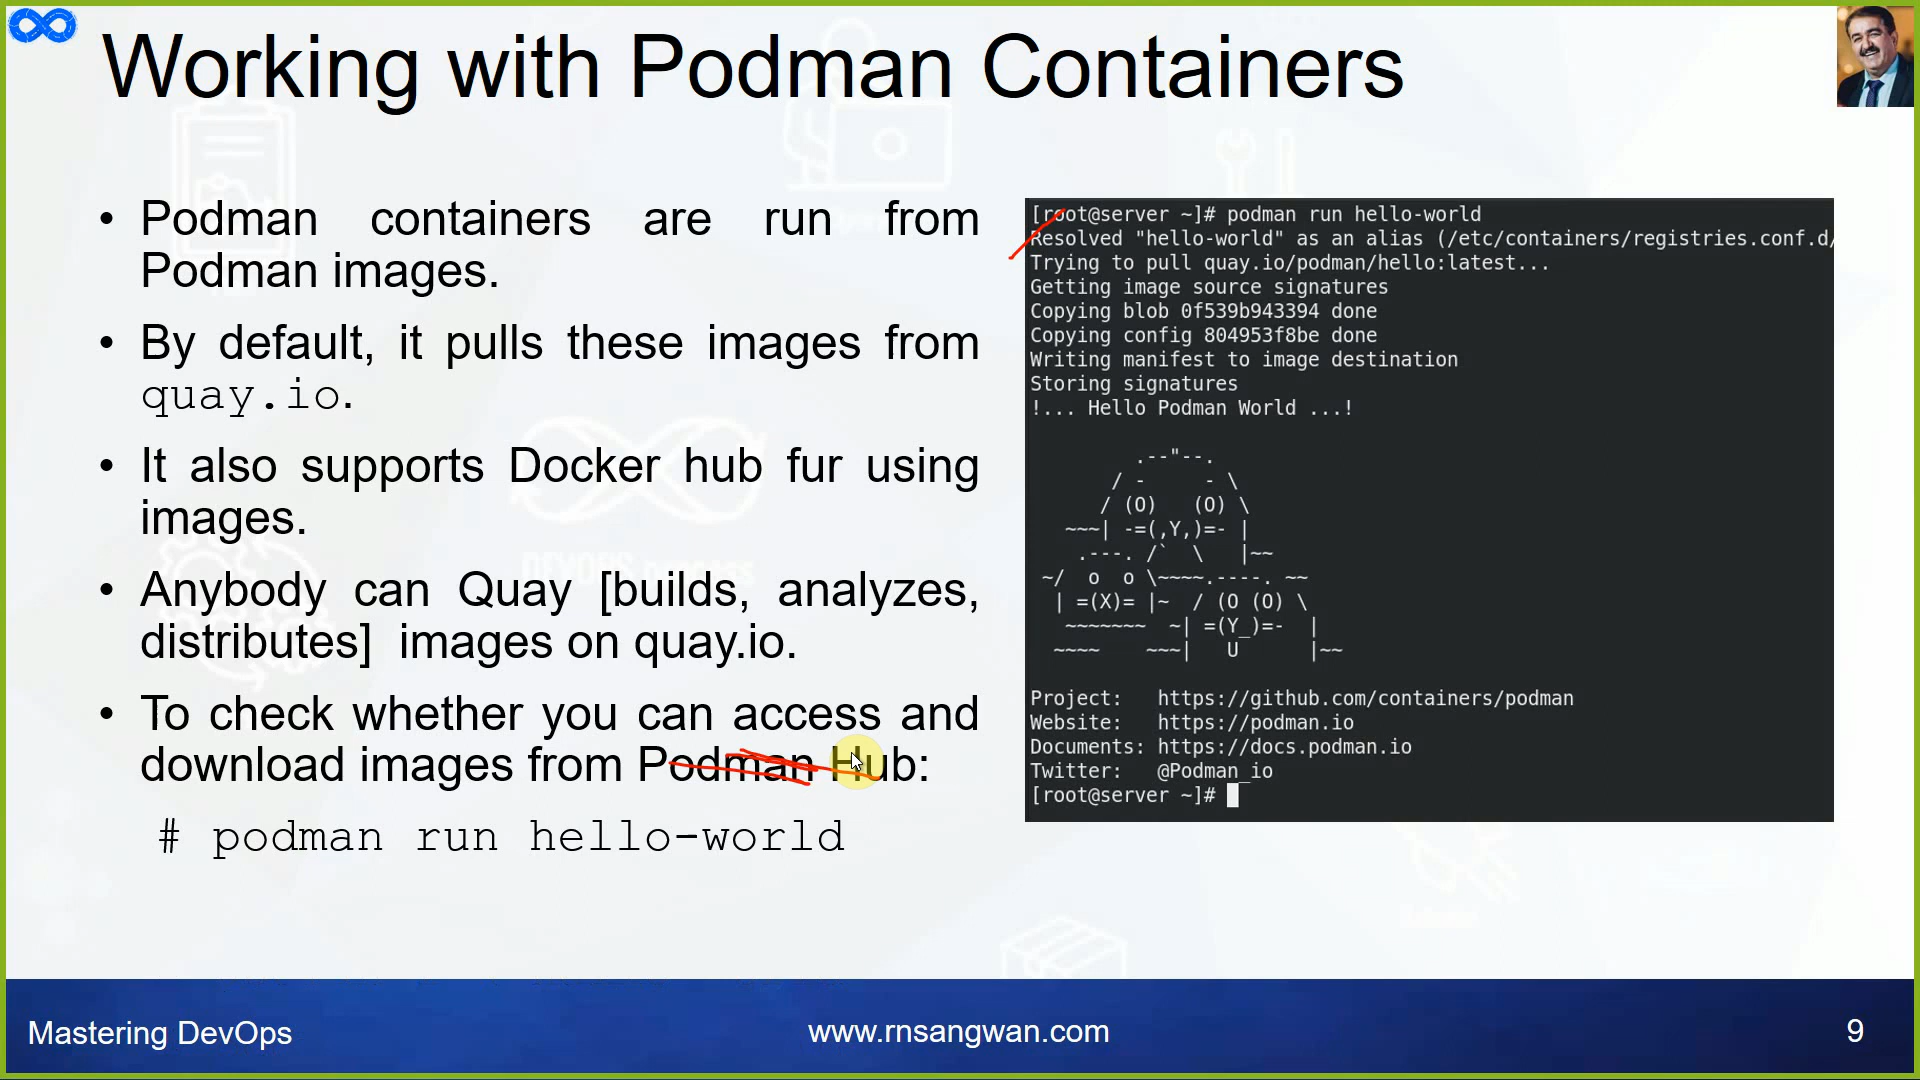 Working with Podman Containers
• Podman containers are run from
Podman images.
• By default, it pulls these images from
quay.io.
• It also supports Docker hub fur using
images.
• Anybody can Quay [builds, analyzes,
distributes]  images on quay.io.
• To check whether you can access and
download images from Podman Hub:
# podman run hello-world
[root@server ~]# podman run hello-world
Resolved "hello-world" as an alias (/etc/containers/registries.conf.d/
Trying to pull quay.io/podman/hello:latest...
Getting image source signatures
Copying blob 0f539b943394 done
Copying config 804953f8be done
Writing manifest to image destination
Storing signatures
!... Hello Podman World ...!
         .--"--.
       / -     - \
      / (O)   (O) \
   ~~~| -=(,Y,)=- |
    .---. /`  \   |~~
 ~/  o  o \~~~~.----. ~~
  | =(X)= |~  / (O (O) \
   ~~~~~~~  ~| =(Y_)=-  |
  ~~~~    ~~~|   U      |~~
Project:   https://github.com/containers/podman
Website:   https://podman.io
Documents: https://docs.podman.io
Twitter:   @Podman_io
[root@server ~]#
DEVOPS process
Mastering DevOps
www.rnsangwan.com
9